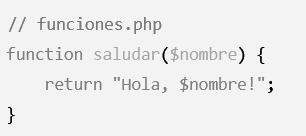 // funciones.php
function saludar($nombre) {
    return "Hola, $nombre!";
}